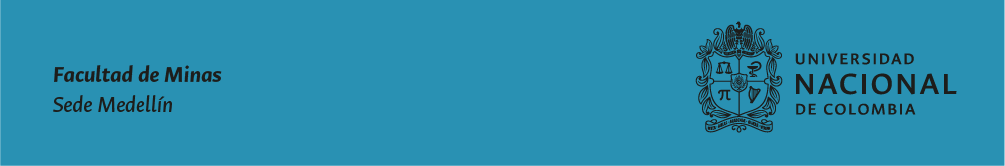 Facultad de Minas
Sede Medellín
UNIVERSIDAD
NACIONAL
DE COLOMBIA
π